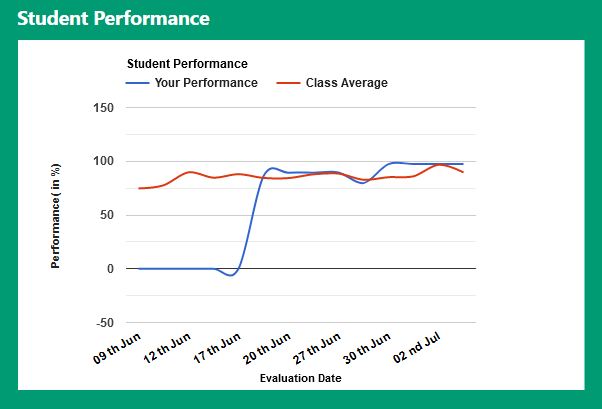 Student Performance
Student Performance
Your Performance Class Average
150
100
50
0
-50
Performance( in %)
09 th Jun 12 th Jun 17 th Jun 20 th Jun 27 th Jun 30 th Jun 02 nd Jul
Evaluation Date